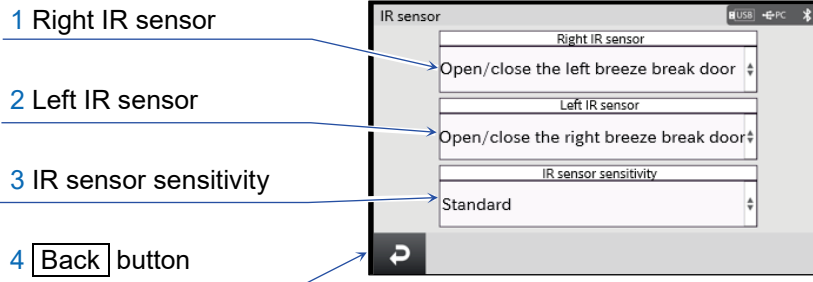 1 Right IR sensor
2 Left IR sensor
3 IR sensor sensitivity
4 Back button
IR sensor
USB PC
Right IR sensor
Open/close the left breeze break door
Left IR sensor
Open/close the right breeze break door
IR sensor sensitivity
Standard